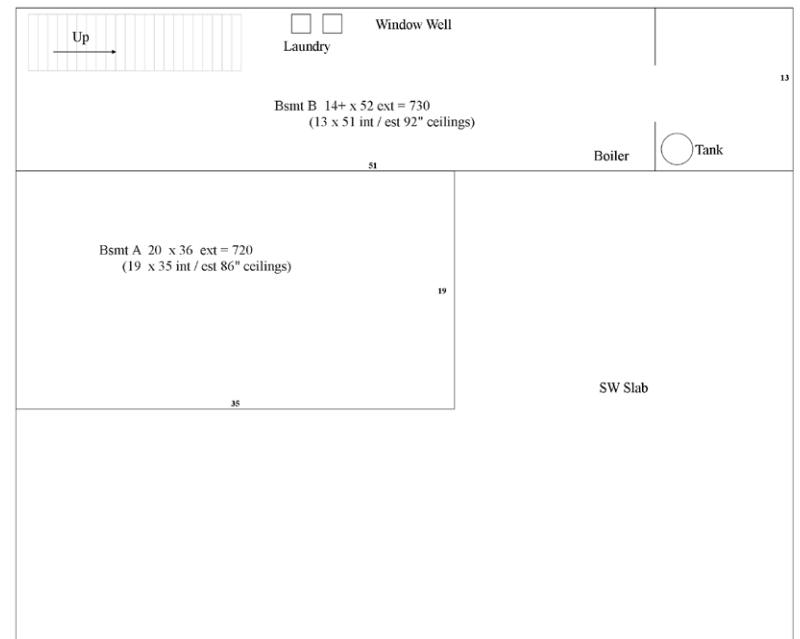 Up
Laundry
Window Well
13
Bsmt B 14+ x 52 ext = 730
(13 x 51 int / est 92" ceilings)
Boiler
Tank
51
Bsmt A 20 x 36 ext = 720
(19 x 35 int / est 86" ceilings)
19
SW Slab
35